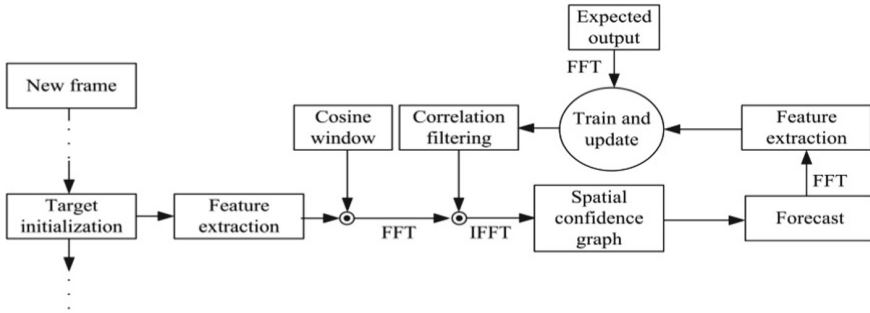 Expected
output
FFT
New frame
Cosine
window
Correlation
filtering
Train and
update
Feature
extraction
FFT
Target
initialization
Feature
extraction
FFT
IFFT
Spatial
confidence
graph
Forecast